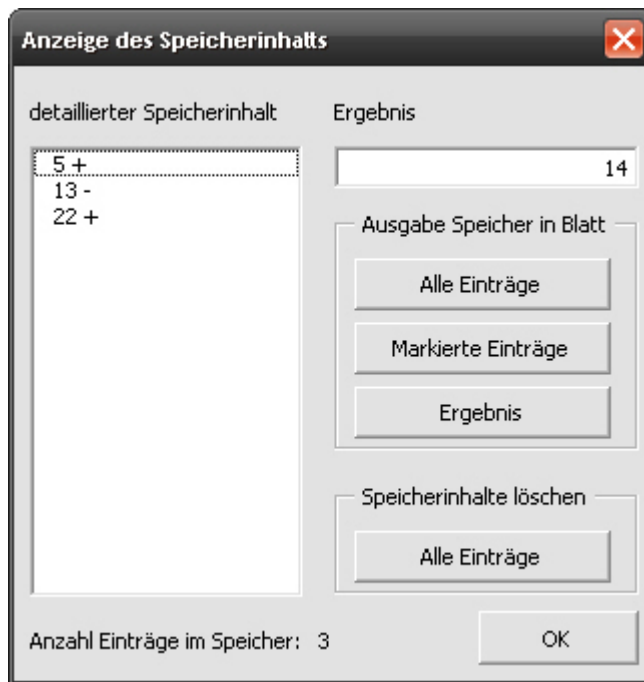 Anzeige des Speicherinhalts
detaillierter Speicherinhalt
5 +
13 -
22 +
Ergebnis
14
Ausgabe Speicher in Blatt
Alle Einträge
Markierte Einträge
Ergebnis
Speicherinhalte löschen
Alle Einträge
Anzahl Einträge im Speicher: 3
OK